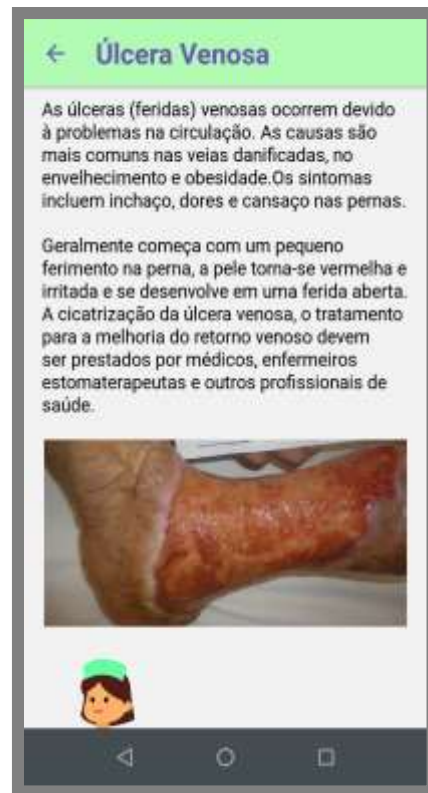 Úlcera Venosa
As úlceras (feridas) venosas ocorrem devido
à problemas na circulação. As causas são
mais comuns nas veias danificadas, no
envelhecimento e obesidade.Os sintomas
incluem inchaço, dores e cansaço nas pernas.
Geralmente começa com um pequeno
ferimento na perna, a pele torna-se vermelha e
irritada e se desenvolve em uma ferida aberta.
A cicatrização da úlcera venosa, o tratamento
para a melhoria do retorno venoso devem
ser prestados por médicos, enfermeiros
estomaterapeutas e outros profissionais de
saúde.